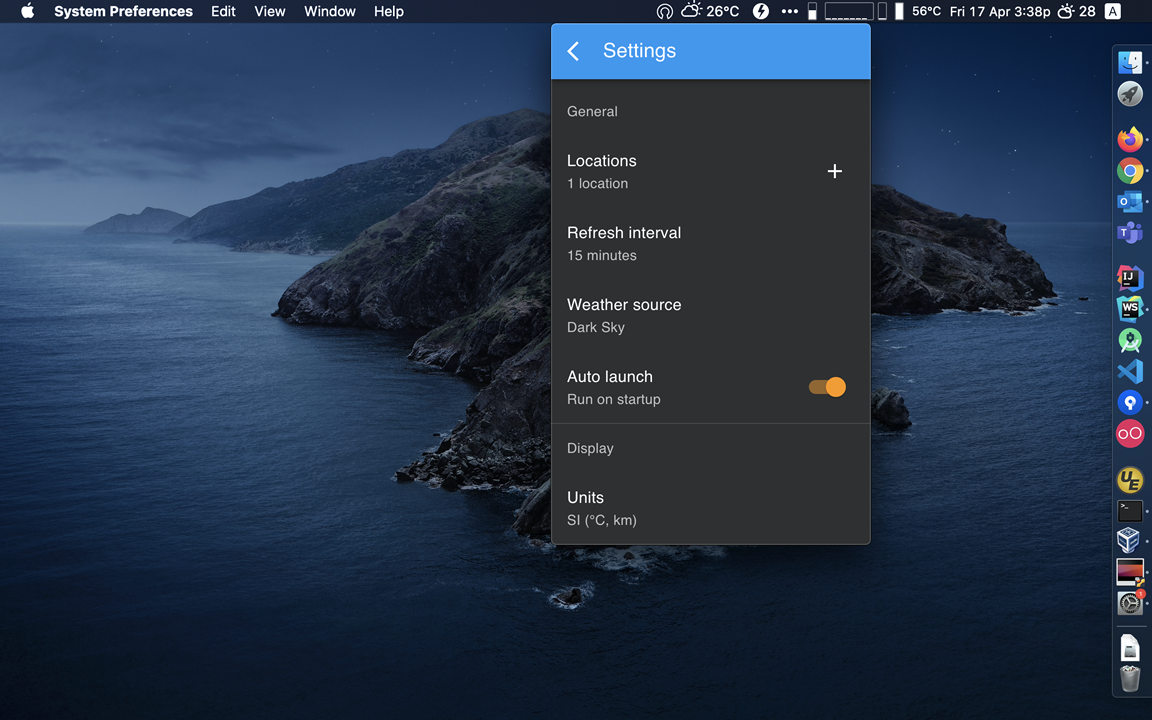 System Preferences Edit View Window Help 26°C 56°C Fri 17 Apr 3:38p 28 A
Settings
General
Locations
1 location
Refresh interval
15 minutes
Weather source
Dark Sky
Auto launch
Run on startup
Display
Units
SI (°C, km)
O
T
IJ
WS
UE
>_
1